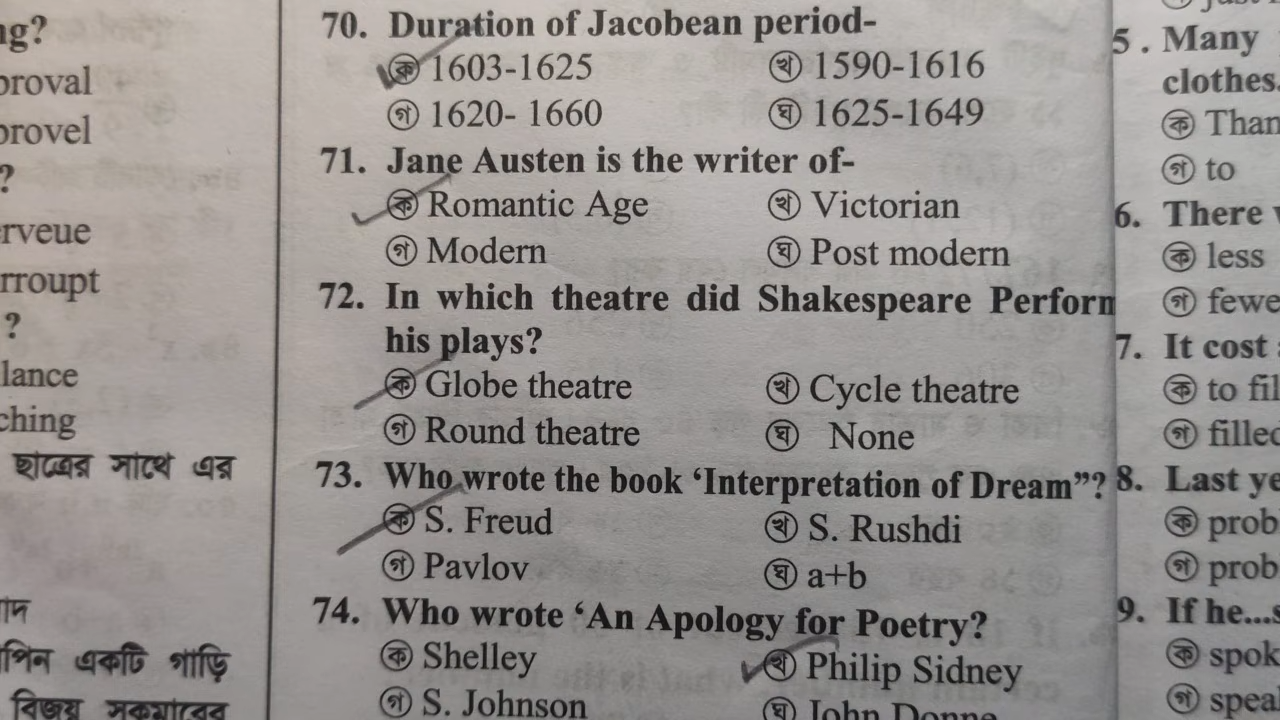 ng?
proval
provel
?
rveue
rroupt
?
lance
ching
ছাত্রের সাথে এর
একটি গাড়ি
70. Duration of Jacobean period-
ক 1603-1625 খ 1590-1616
গ 1620- 1660 ঘ 1625-1649
71. Jane Austen is the writer of-
ক Romantic Age খ Victorian
গ Modern ঘ Post modern
72. In which theatre did Shakespeare Perform
his plays?
ক Globe theatre খ Cycle theatre
গ Round theatre ঘ None
73. Who wrote the book ‘Interpretation of Dream”?
ক S. Freud খ S. Rushdi
গ Pavlov ঘ a+b
74. Who wrote ‘An Apology for Poetry?
ক Shelley খ Philip Sidney
গ S. Johnson ঘ John Donne
5. Many
clothes.
ক Than
গ to
6. There
ক less
গ fewe
7. It cost
ক to fil
গ filled
8. Last ye
ক prob
গ prob
9. If he...s
ক spok
গ speal